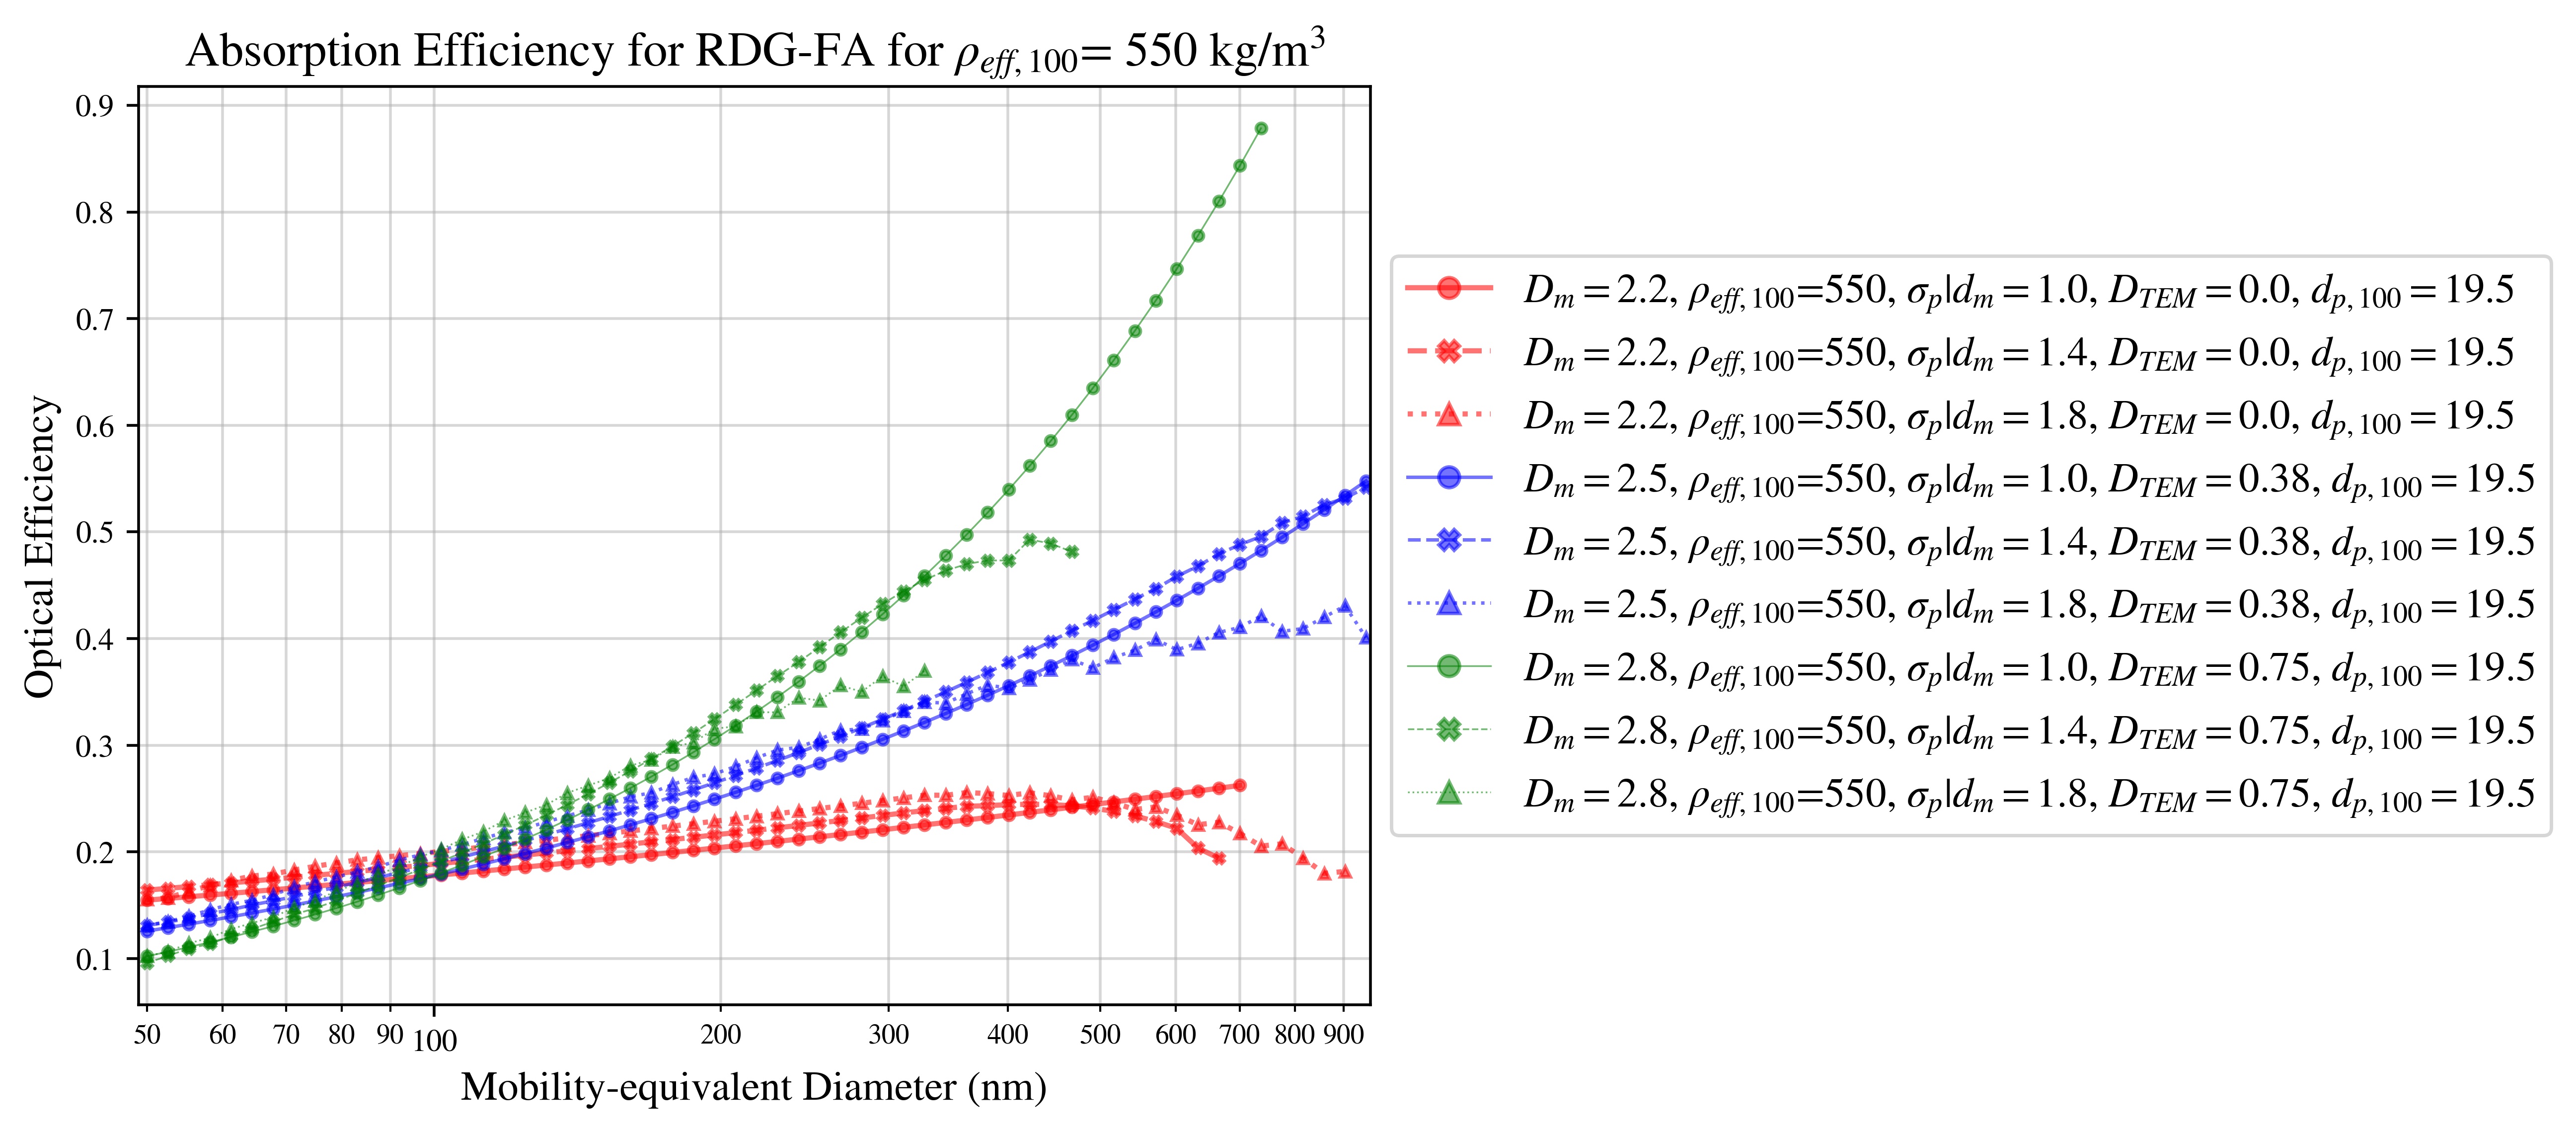 Absorption Efficiency for RDG-FA for ρeff,100= 550 kg/m³
Optical Efficiency
0.9
0.8
0.7
0.6
0.5
0.4
0.3
0.2
0.1
50 60 70 80 90 100 200 300 400 500 600 700 800 900
Mobility-equivalent Diameter (nm)
Dm = 2.2, ρeff,100=550, σp|dm = 1.0, DTEM = 0.0, dp,100 = 19.5
Dm = 2.2, ρeff,100=550, σp|dm = 1.4, DTEM = 0.0, dp,100 = 19.5
Dm = 2.2, ρeff,100=550, σp|dm = 1.8, DTEM = 0.0, dp,100 = 19.5
Dm = 2.5, ρeff,100=550, σp|dm = 1.0, DTEM = 0.38, dp,100 = 19.5
Dm = 2.5, ρeff,100=550, σp|dm = 1.4, DTEM = 0.38, dp,100 = 19.5
Dm = 2.5, ρeff,100=550, σp|dm = 1.8, DTEM = 0.38, dp,100 = 19.5
Dm = 2.8, ρeff,100=550, σp|dm = 1.0, DTEM = 0.75, dp,100 = 19.5
Dm = 2.8, ρeff,100=550, σp|dm = 1.4, DTEM = 0.75, dp,100 = 19.5
Dm = 2.8, ρeff,100=550, σp|dm = 1.8, DTEM = 0.75, dp,100 = 19.5